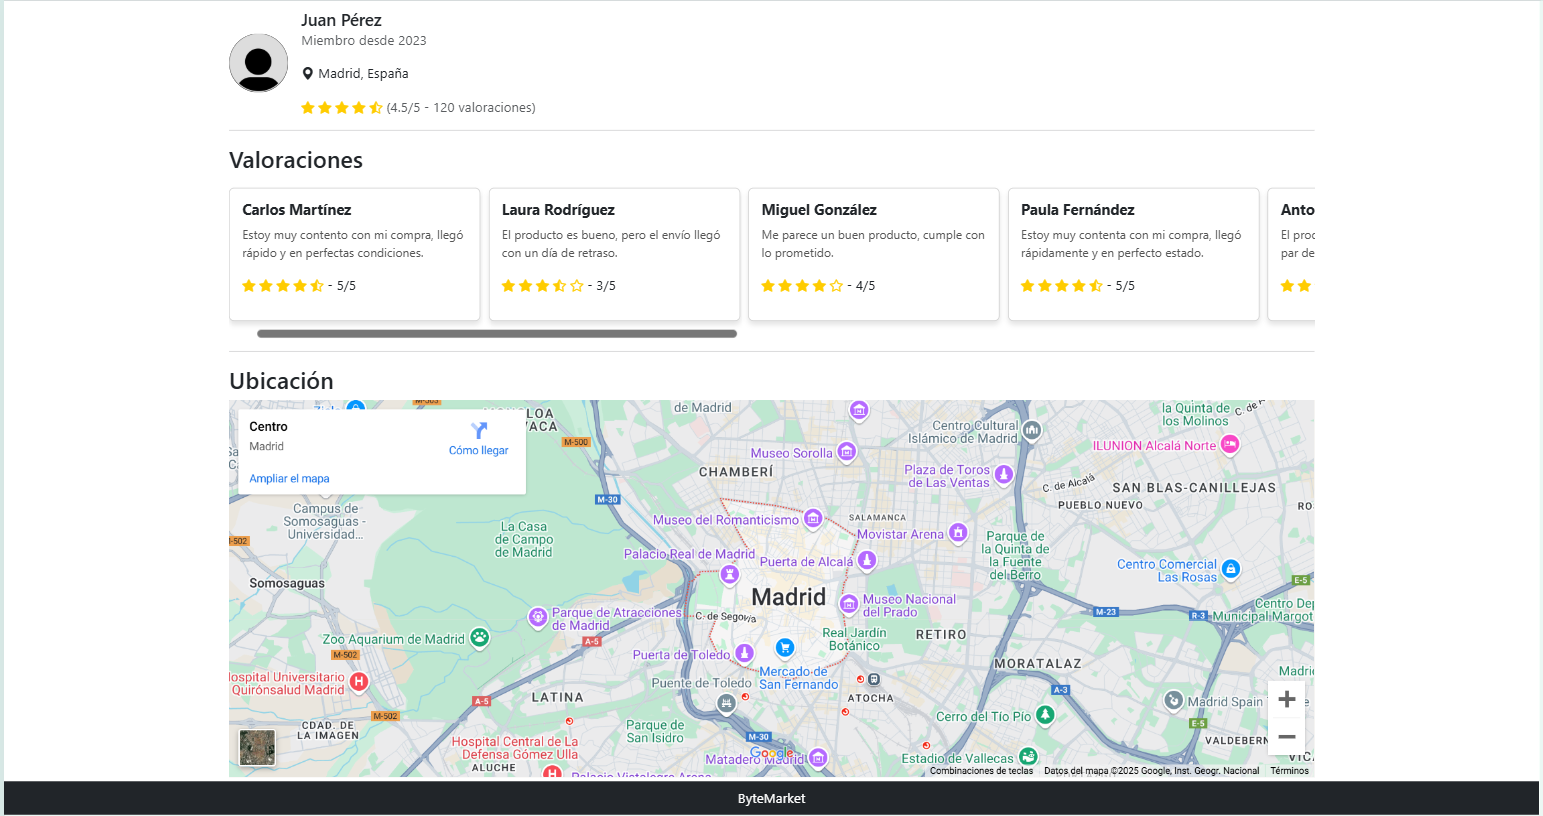 Juan Pérez
Miembro desde 2023
Madrid, España
(4.5/5 - 120 valoraciones)
Valoraciones
Carlos Martínez
Estoy muy contento con mi compra, llegó
rápido y en perfectas condiciones.
- 5/5
Laura Rodríguez
El producto es bueno, pero el envío llegó
con un día de retraso.
- 3/5
Miguel González
Me parece un buen producto, cumple con
lo prometido.
- 4/5
Paula Fernández
Estoy muy contenta con mi compra, llegó
rápidamente y en perfecto estado.
- 5/5
Anto
El proc
par de
Ubicación
Centro
Madrid
Cómo llegar
Ampliar el mapa
M-500
de Madrid
Centro Cultural
Islámico de Madrid
la Quinta de
los Molinos
ILUNION Alcalá Norte
Museo Sorolla
CHAMBERÍ
Plaza de Toros
de Las Ventas
C. de Alcalá
SAN BLAS-CANILLEJAS
PUEBLO NUEVO
M-30
Campus de
Somosaguas -
Universidad...
Museo del Romanticismo
SALAMANCA
Movistar Arena
La Casa
de Campo
de Madrid
Parque de
la Quinta de
la Fuente
del Berro
Palacio Real de Madrid
Puerta de Alcalá
Centro Comercial
Las Rosas
E-5
Somosaguas
Madrid
Museo Nacional
del Prado
Parque de Atracciones
de Madrid
C. de Segovia
M-23
R-3
Centro Dep
Municipal Margot
Real Jardín
Botánico
RETIRO
Zoo Aquarium de Madrid
A-5
M-502
Puerta de Toledo
Mercado de
San Fernando
MORATALAZ
Hospital Universitario
Quirónsalud Madrid
Puente de Toledo
ATOCHA
A-3
Madrid Spain
LATINA
A-5
M-502
CDAD. DE
LA IMAGEN
Parque de
San Isidro
Cerro del Tío Pío
E-5
VALDEBERN
Hospital Central de La
Defensa Gómez Ulla
M-30
Google
Matadero Madrid
Estadio de Vallecas
ALUCHE
Palacio Vistalegre Arena
Combinaciones de teclas
Datos del mapa ©2025 Google, Inst. Geogr. Nacional
Términos
ByteMarket